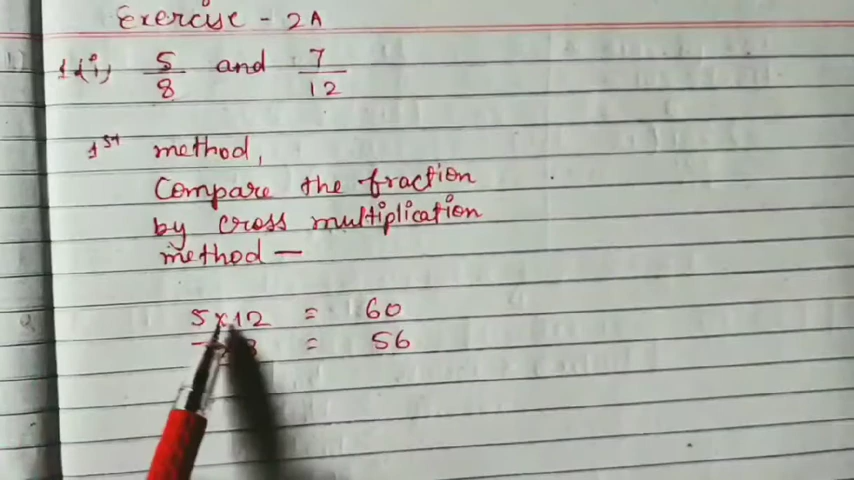 Exercise - 2A
1(i) 5/8 and 7/12
1st method,
Compare the fraction
by cross multiplication
method —
5×12 = 60
8 = 56